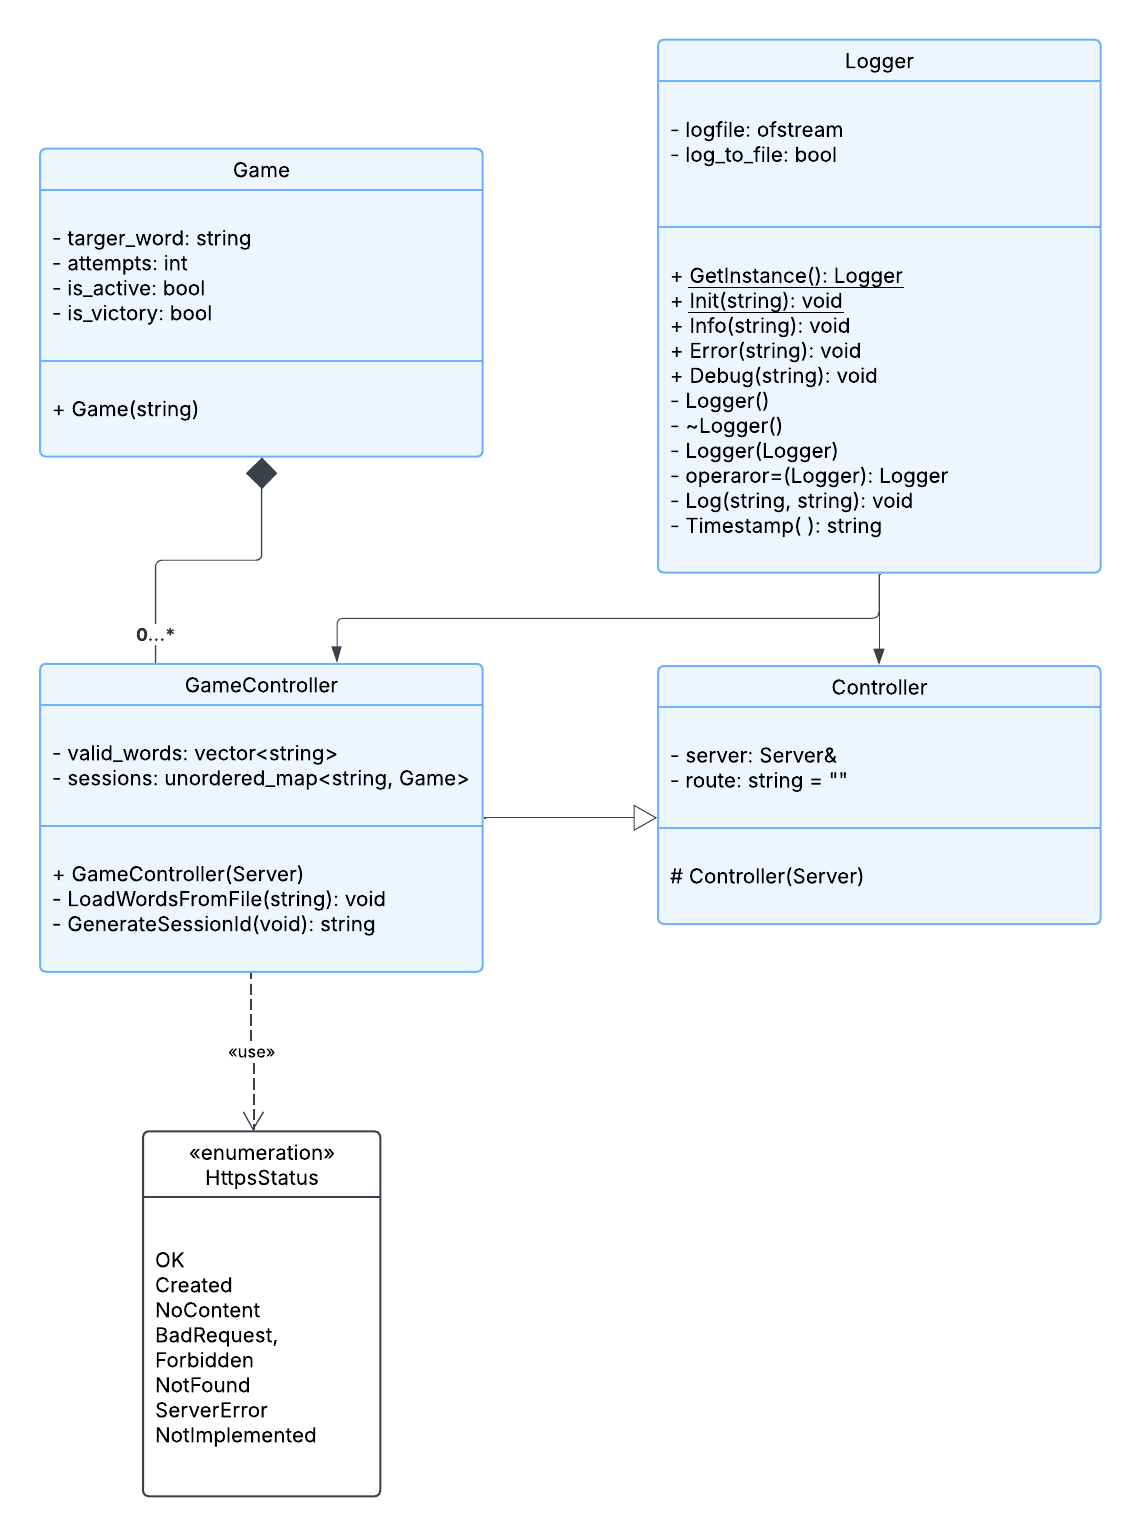 Logger
- logfile: ofstream
- log_to_file: bool
+ GetInstance(): Logger
+ Init(string): void
+ Info(string): void
+ Error(string): void
+ Debug(string): void
- Logger()
- ~Logger()
- Logger(Logger)
- operaror=(Logger): Logger
- Log(string, string): void
- Timestamp( ): string
Game
- targer_word: string
- attempts: int
- is_active: bool
- is_victory: bool
+ Game(string)
0...*
GameController
- valid_words: vector<string>
- sessions: unordered_map<string, Game>
+ GameController(Server)
- LoadWordsFromFile(string): void
- GenerateSessionId(void): string
Controller
- server: Server&
- route: string = ""
# Controller(Server)
«use»
«enumeration»
HttpsStatus
OK
Created
NoContent
BadRequest,
Forbidden
NotFound
ServerError
NotImplemented